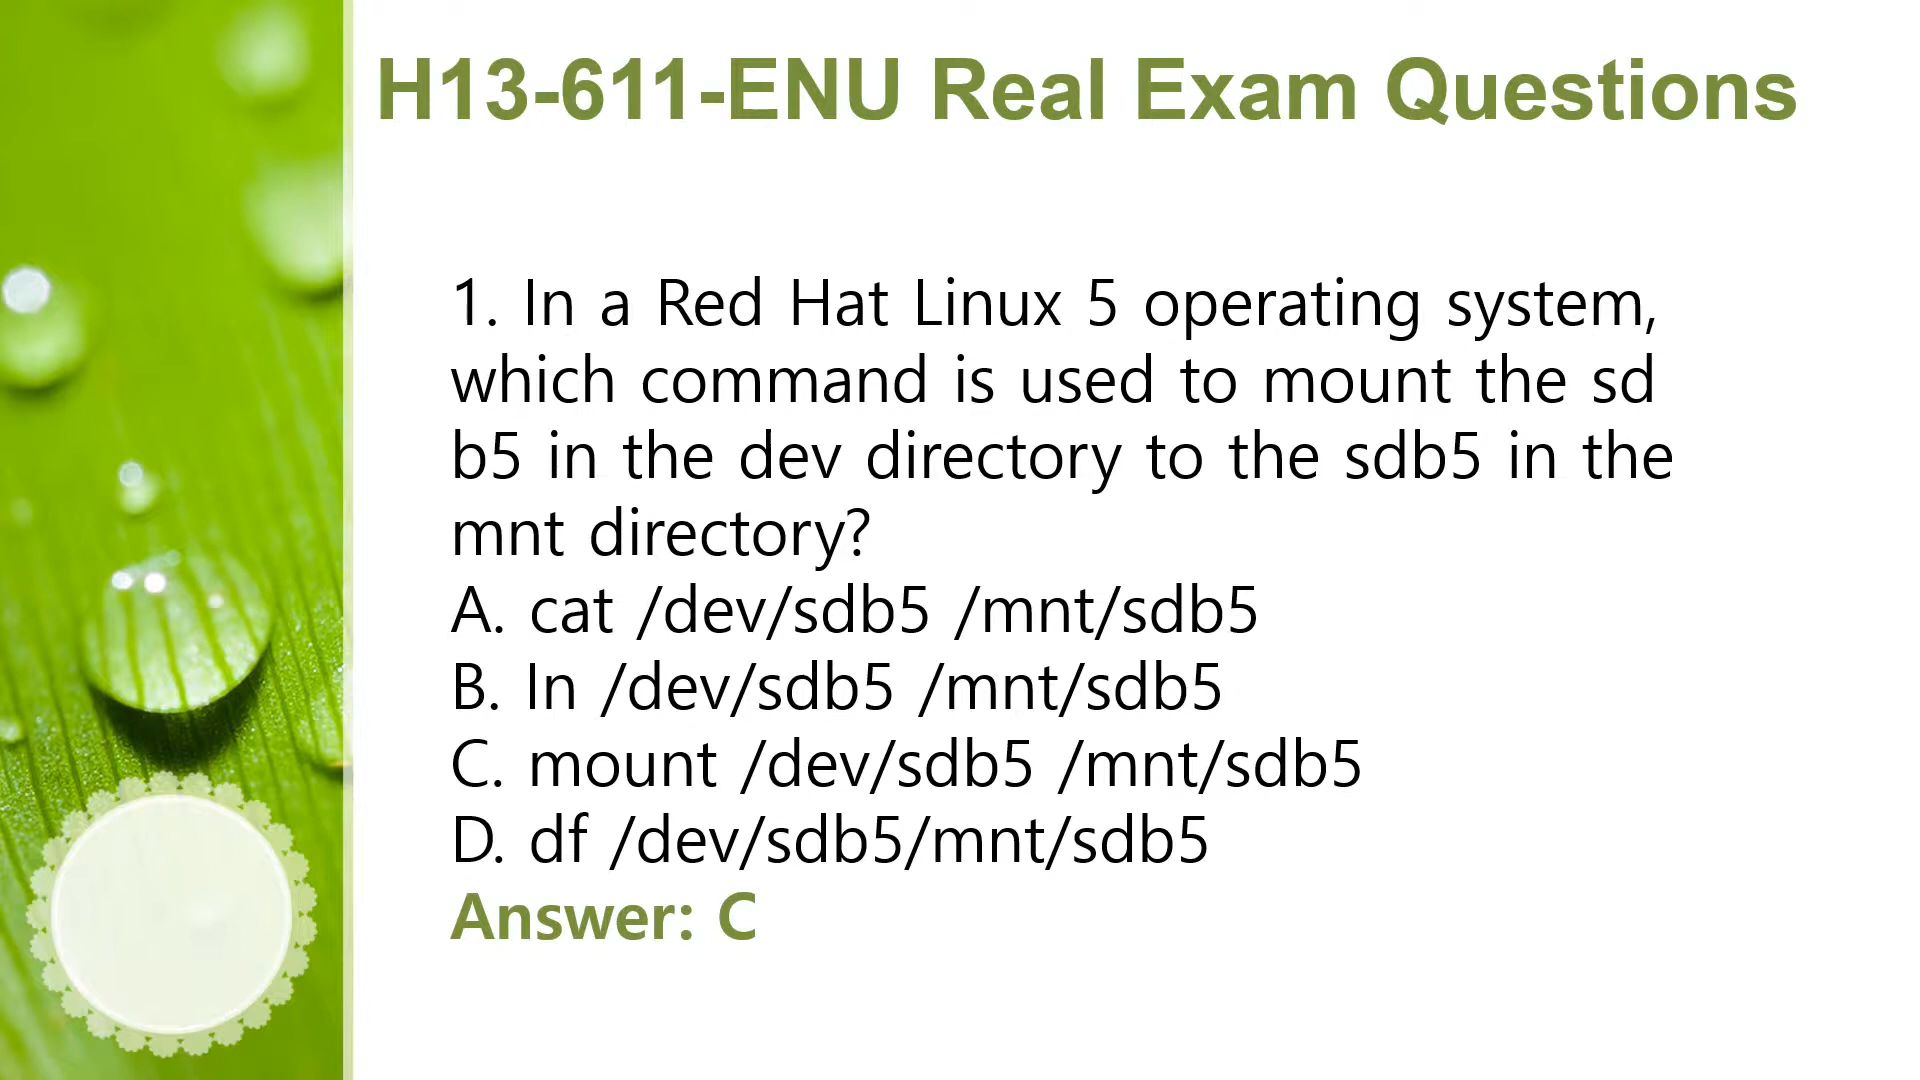 H13-611-ENU Real Exam Questions
1. In a Red Hat Linux 5 operating system,
which command is used to mount the sd
b5 in the dev directory to the sdb5 in the
mnt directory?
A. cat /dev/sdb5 /mnt/sdb5
B. In /dev/sdb5 /mnt/sdb5
C. mount /dev/sdb5 /mnt/sdb5
D. df /dev/sdb5/mnt/sdb5
Answer: C